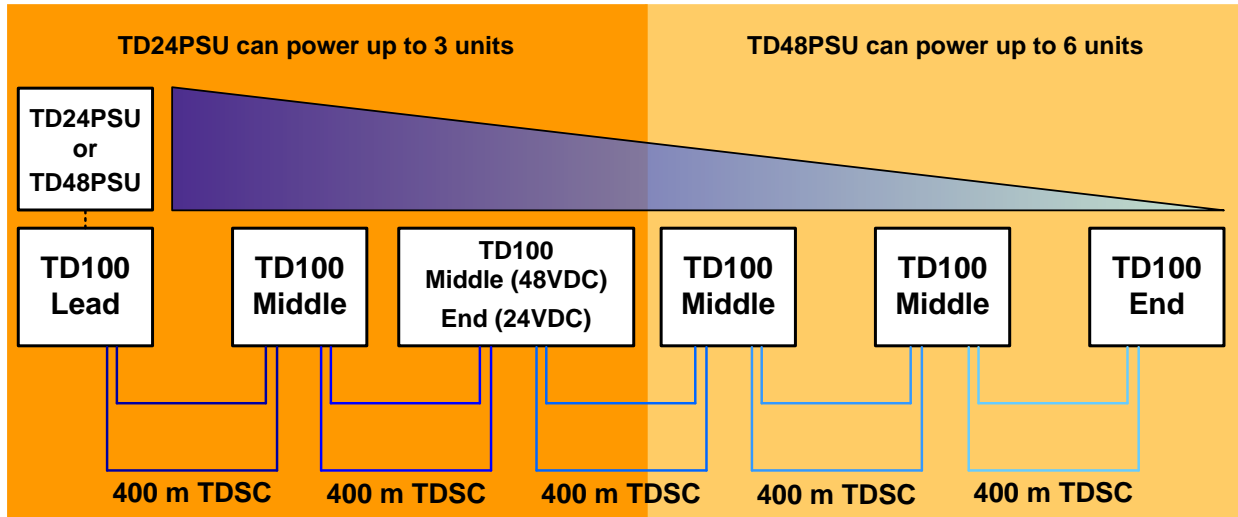 TD24PSU can power up to 3 units
TD48PSU can power up to 6 units
TD24PSU
or
TD48PSU
TD100
Lead
TD100
Middle
TD100
Middle (48VDC)
End (24VDC)
TD100
Middle
TD100
Middle
TD100
End
400 m TDSC
400 m TDSC
400 m TDSC
400 m TDSC
400 m TDSC